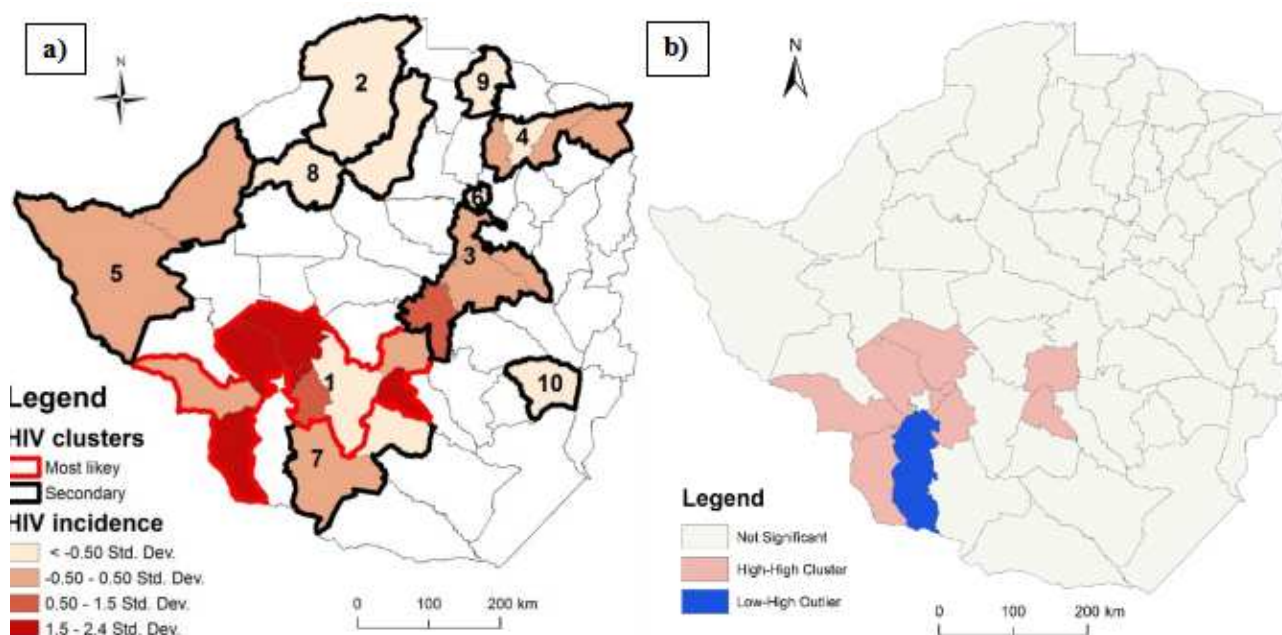 a)
N
2
9
4
8
6
3
5
1
10
7
Legend
HIV clusters
Most likey
Secondary
HIV incidence
< -0.50 Std. Dev.
-0.50 - 0.50 Std. Dev.
0.50 - 1.5 Std. Dev.
1.5 - 2.4 Std. Dev.
0 100 200 km
b)
N
Legend
Not Significant
High-High Cluster
Low-High Outlier
0 100 200 km